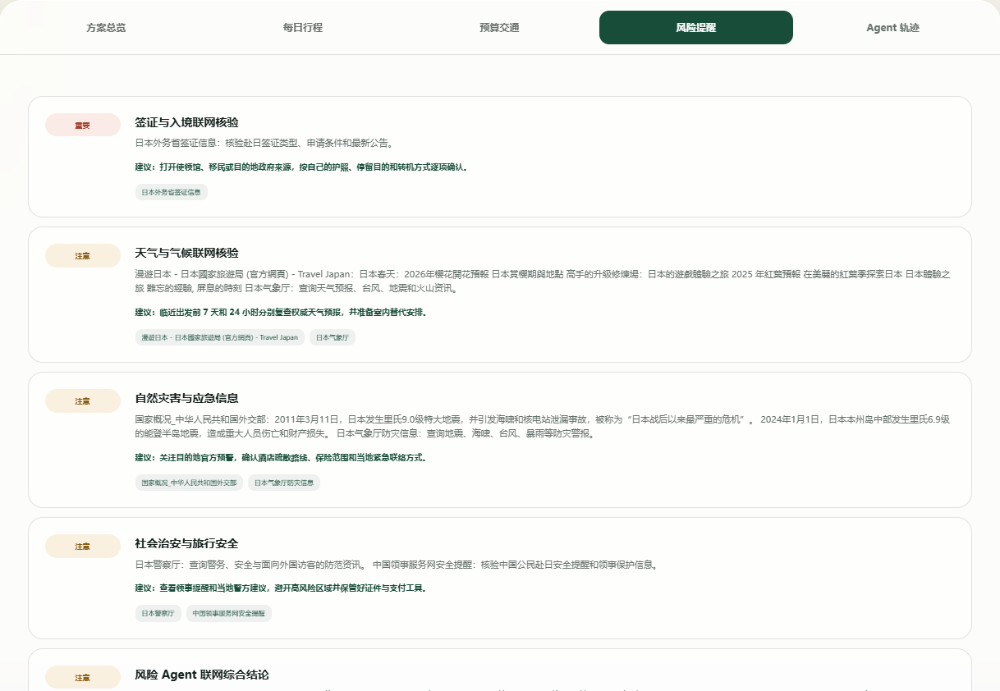 方案总览
每日行程
预算交通
风险提醒
Agent 轨迹
重要
签证与入境联网核验
日本外务省签证信息：核验赴日签证类型、申请条件和最新公告。
建议：打开使领馆、移民或目的地政府来源，按自己的护照、停留目的和转机方式逐项确认。
日本外务省签证信息
注意
天气与气候联网核验
漫遊日本 - 日本國家旅遊局 (官方網頁) - Travel Japan：日本春天：2026年櫻花開花預報 日本賞櫻期與地點 高手的升級修煉場：日本的遊戲體驗之旅 2025 年紅葉預報 在美麗的紅葉季探索日本 日本體驗之
旅 難忘的經驗, 屏息的時刻 日本气象厅：查询天气预报、台风、地震和火山资讯。
建议：临近出发前 7 天和 24 小时分别复查权威天气预报，并准备室内替代安排。
漫遊日本 - 日本國家旅遊局 (官方網頁) - Travel Japan
日本气象厅
注意
自然灾害与应急信息
国家概况_中华人民共和国外交部：2011年3月11日，日本发生里氏9.0级特大地震，并引发海啸和核电站泄漏事故，被称为“日本战后以来最严重的危机”。 2024年1月1日，日本本州岛中部发生里氏6.9级
的能登半岛地震，造成重大人员伤亡和财产损失。 日本气象厅防灾信息：查询地震、海啸、台风、暴雨等防灾警报。
建议：关注目的地官方预警，确认酒店疏散路线、保险范围和当地紧急联络方式。
国家概况_中华人民共和国外交部
日本气象厅防灾信息
注意
社会治安与旅行安全
日本警察厅：查询警务、安全与面向外国访客的防范资讯。 中国领事服务网安全提醒：核验中国公民赴日安全提醒和领事保护信息。
建议：查看领事提醒和当地警方建议，避开高风险区域并保管好证件与支付工具。
日本警察厅
中国领事服务网安全提醒
注意
风险 Agent 联网综合结论